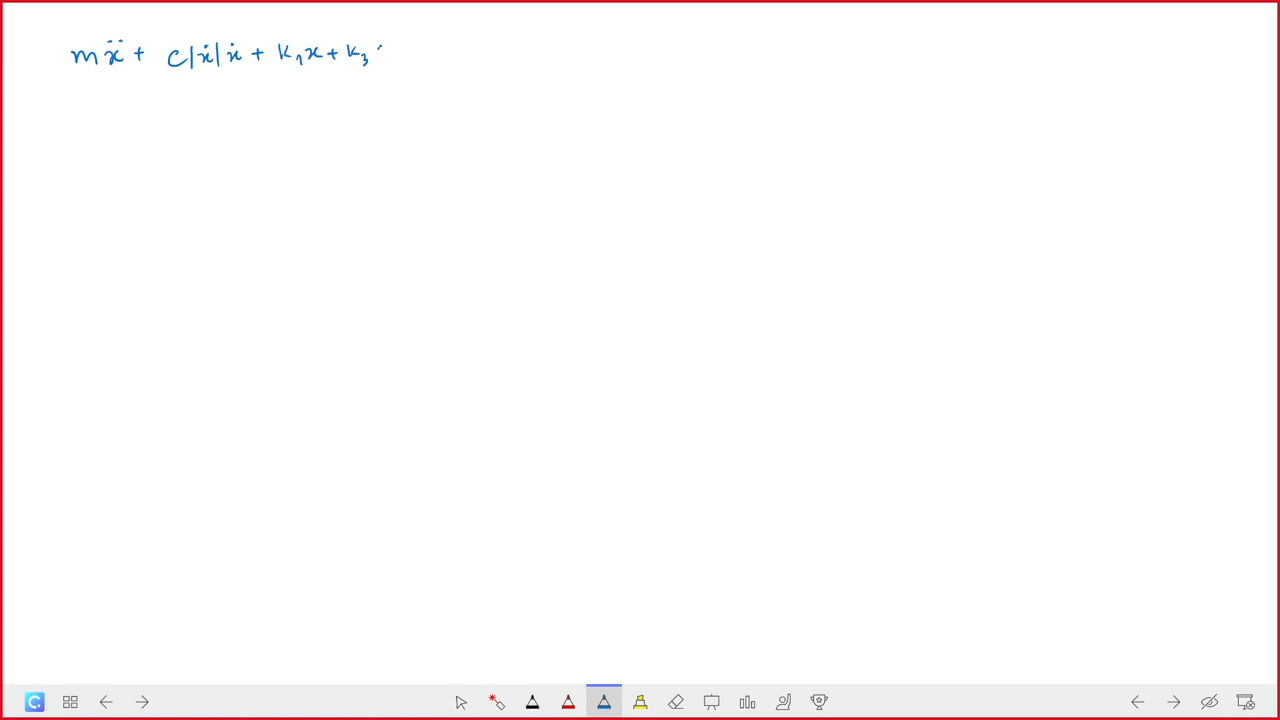 mẍ + c|ẋ|ẋ + k₁x + k₃